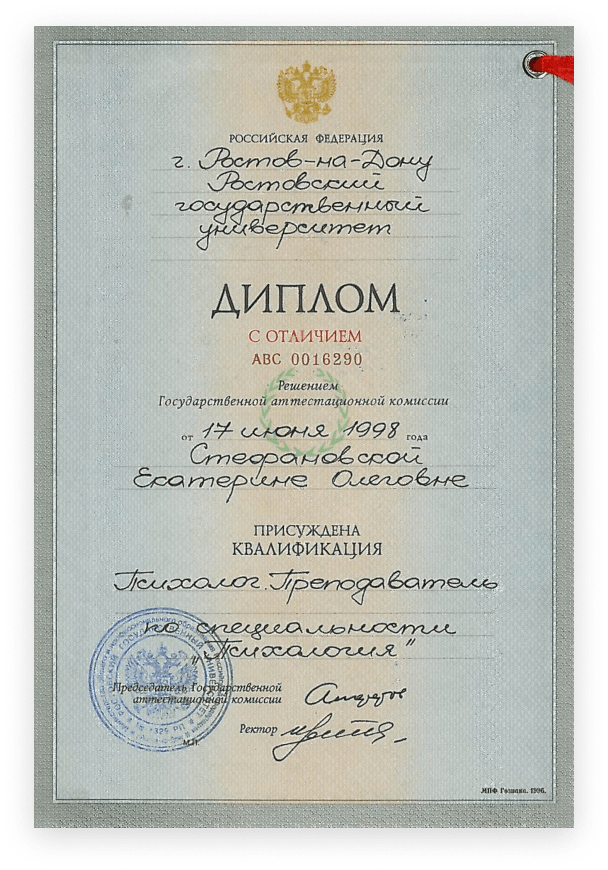 РОССИЙСКАЯ ФЕДЕРАЦИЯ
г. Ростов-на-Дону
Ростовский
государственный
университет
ДИПЛОМ
С ОТЛИЧИЕМ
АВС 0016290
Решением
Государственной аттестационной комиссии
от 17 июня 1998 года
Стефановской
Екатерине Олеговне
ПРИСУЖДЕНА
КВАЛИФИКАЦИЯ
Психолог. Преподаватель
по специальности
"Психология"
Председатель Государственной
аттестационной комиссии
Ректор
М.П.
МПФ Гознака. 1996.